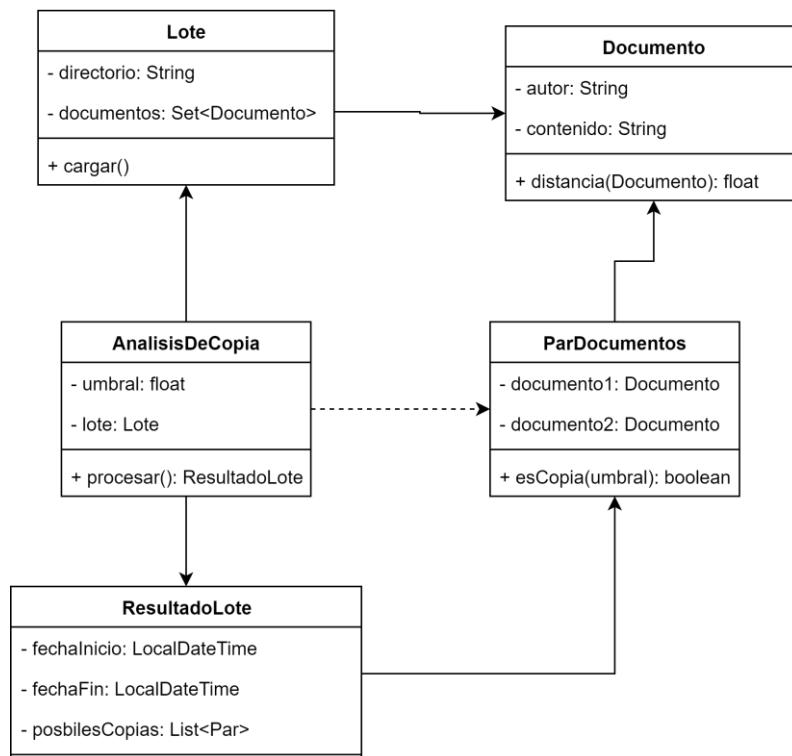 Lote
- directorio: String
- documentos: Set<Documento>
+ cargar()
Documento
- autor: String
- contenido: String
+ distancia(Documento): float
AnalisisDeCopia
- umbral: float
- lote: Lote
+ procesar(): ResultadoLote
ParDocumentos
- documento1: Documento
- documento2: Documento
+ esCopia(umbral): boolean
ResultadoLote
- fechaInicio: LocalDateTime
- fechaFin: LocalDateTime
- posbilesCopias: List<Par>